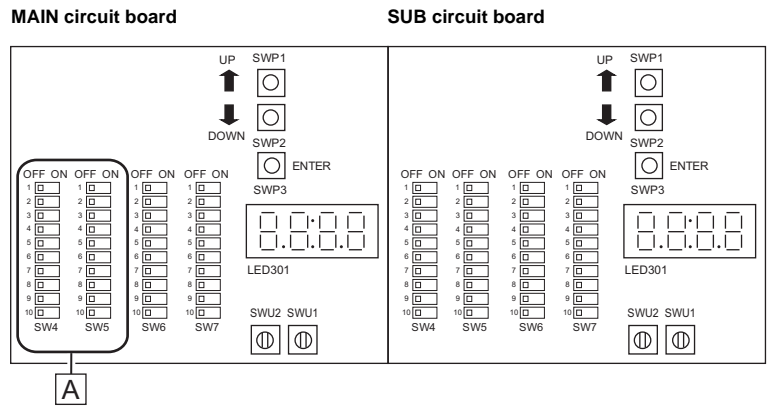 MAIN circuit board
SUB circuit board
UP SWP1
DOWN SWP2
ENTER
SWP3
OFF ON OFF ON OFF ON OFF ON
1 1 1 1
2 2 2 2
3 3 3 3
4 4 4 4
5 5 5 5
6 6 6 6
7 7 7 7
8 8 8 8
9 9 9 9
10 10 10 10
SW4 SW5 SW6 SW7
LED301
SWU2 SWU1
A
UP SWP1
DOWN SWP2
ENTER
SWP3
OFF ON OFF ON OFF ON OFF ON
1 1 1 1
2 2 2 2
3 3 3 3
4 4 4 4
5 5 5 5
6 6 6 6
7 7 7 7
8 8 8 8
9 9 9 9
10 10 10 10
SW4 SW5 SW6 SW7
LED301
SWU2 SWU1